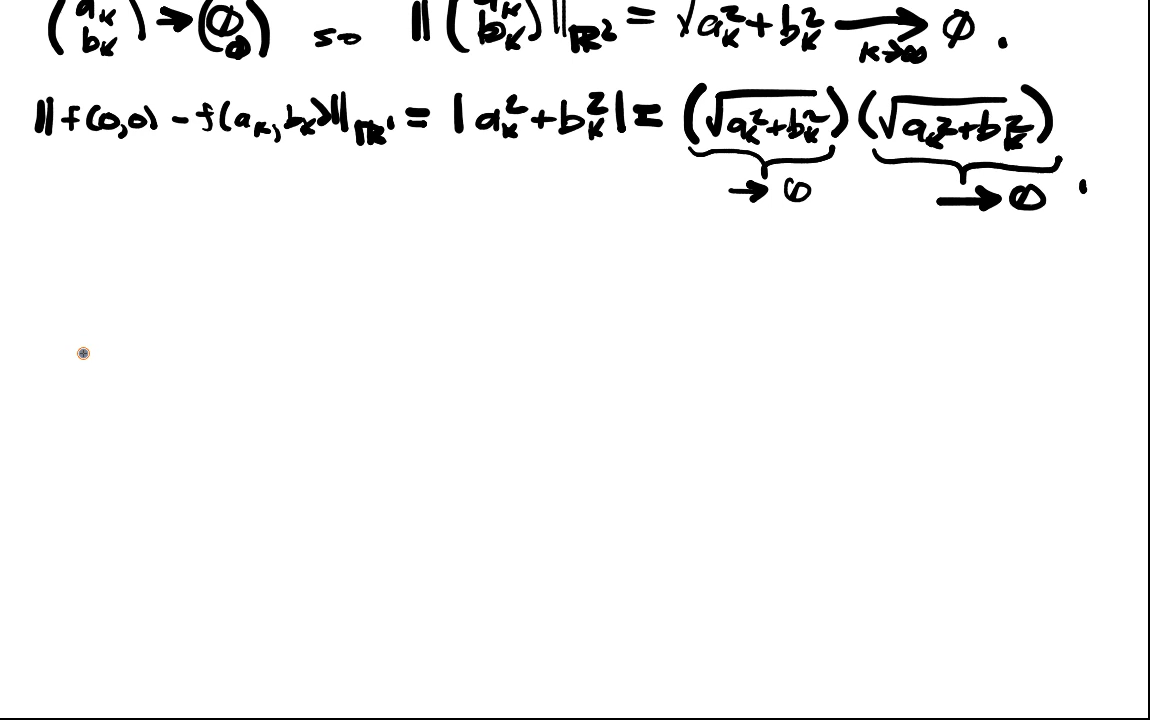 (a_k b_k) → (0 0) so ‖(a_k b_k)‖_ℝ² = √a_k²+b_k² →_{k→∞} 0 .
‖f(0,0) - f(a_k, b_k)‖_ℝ¹ = |a_k²+b_k²| = (√a_k²+b_k²)(√a_k²+b_k²)
→ 0 → 0 .